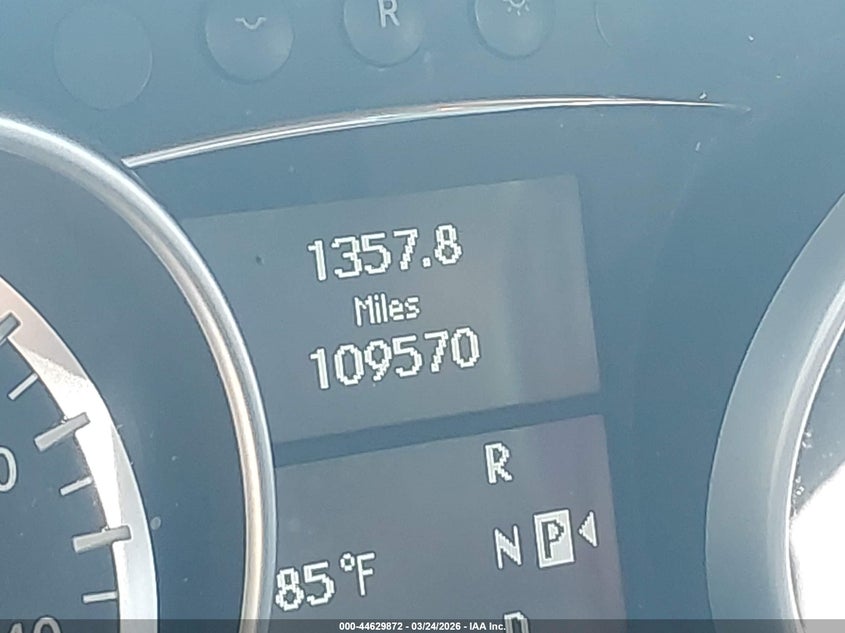 R
1357.8
Miles
109570
R
N P
85°F
D
000-44629872 - 03/24/2026 - IAA Inc.